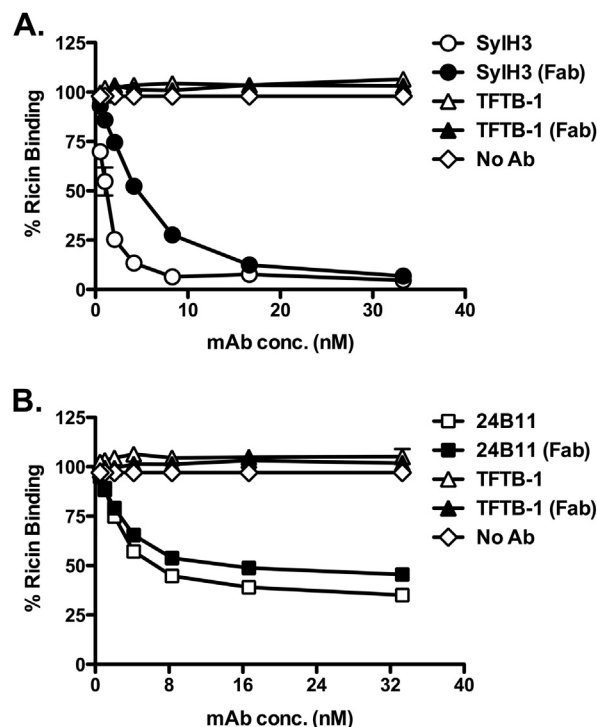 A.
125
100
75
50
25
0
% Ricin Binding
0 10 20 30 40
mAb conc. (nM)
SylH3
SylH3 (Fab)
TFTB-1
TFTB-1 (Fab)
No Ab
B.
125
100
75
50
25
0
% Ricin Binding
0 8 16 24 32 40
mAb conc. (nM)
24B11
24B11 (Fab)
TFTB-1
TFTB-1 (Fab)
No Ab